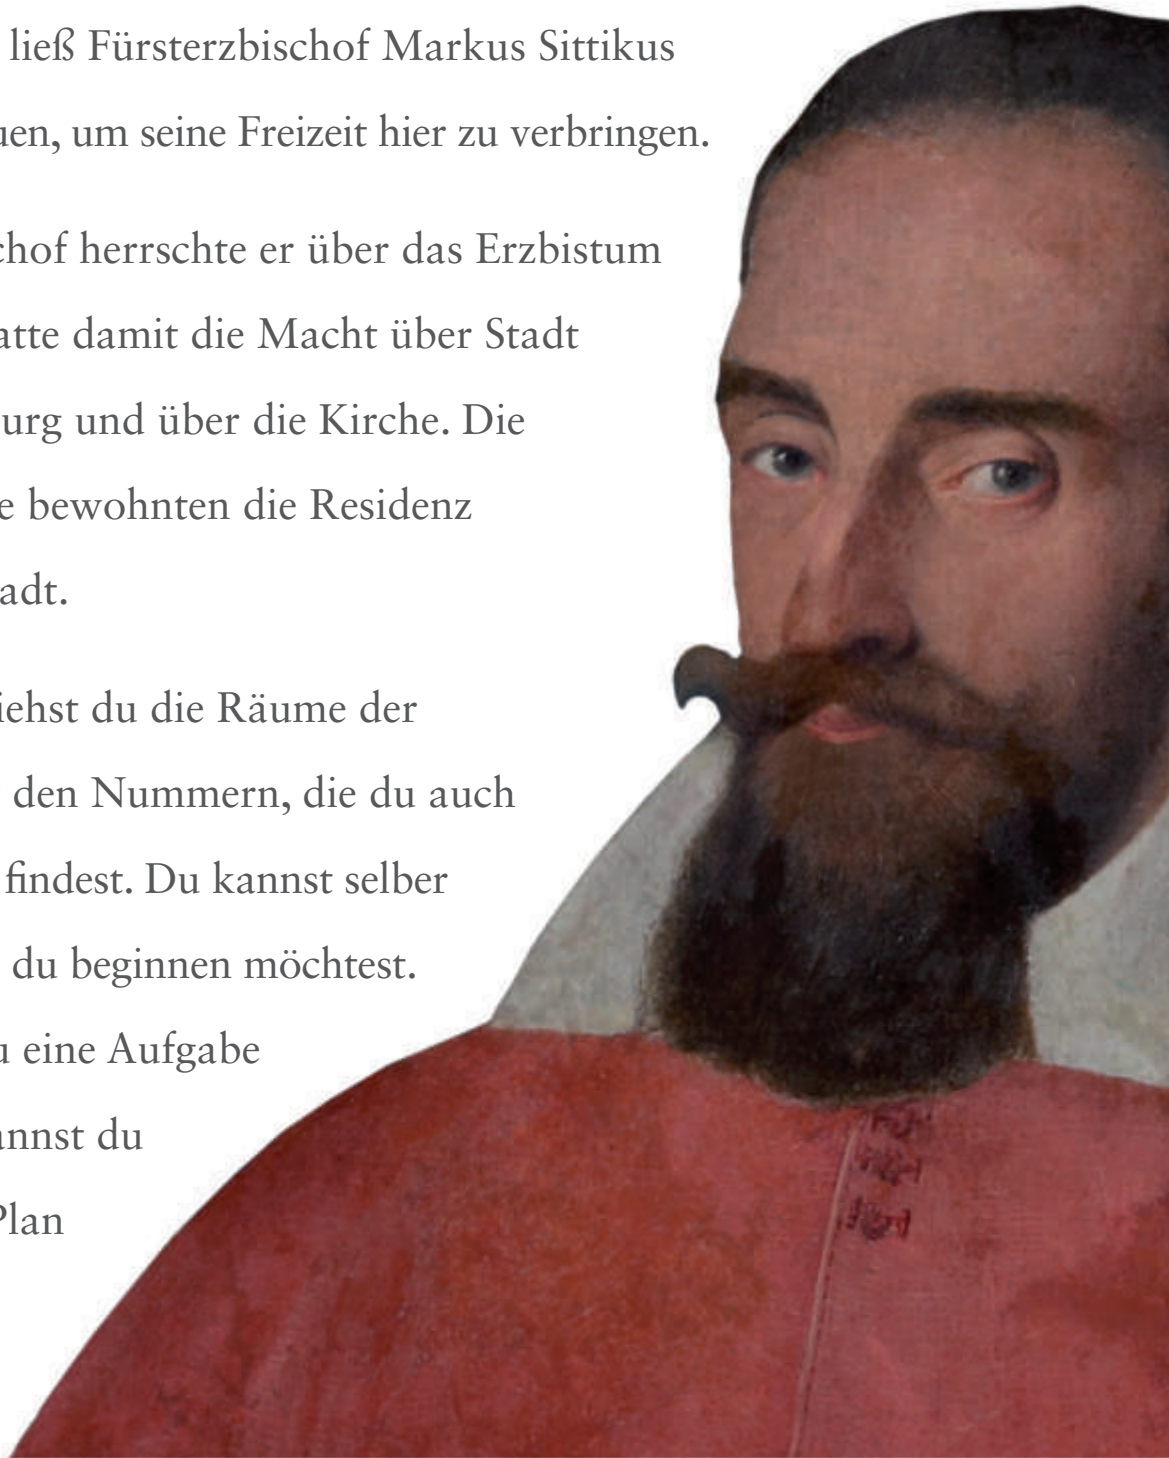 ließ Fürsterzbischof Markus Sittikus
uen, um seine Freizeit hier zu verbringen.
chof herrschte er über das Erzbistum
atte damit die Macht über Stadt
urg und über die Kirche. Die
e bewohnten die Residenz
adt.
iehst du die Räume der
den Nummern, die du auch
findest. Du kannst selber
du beginnen möchtest.
u eine Aufgabe
annst du
Plan